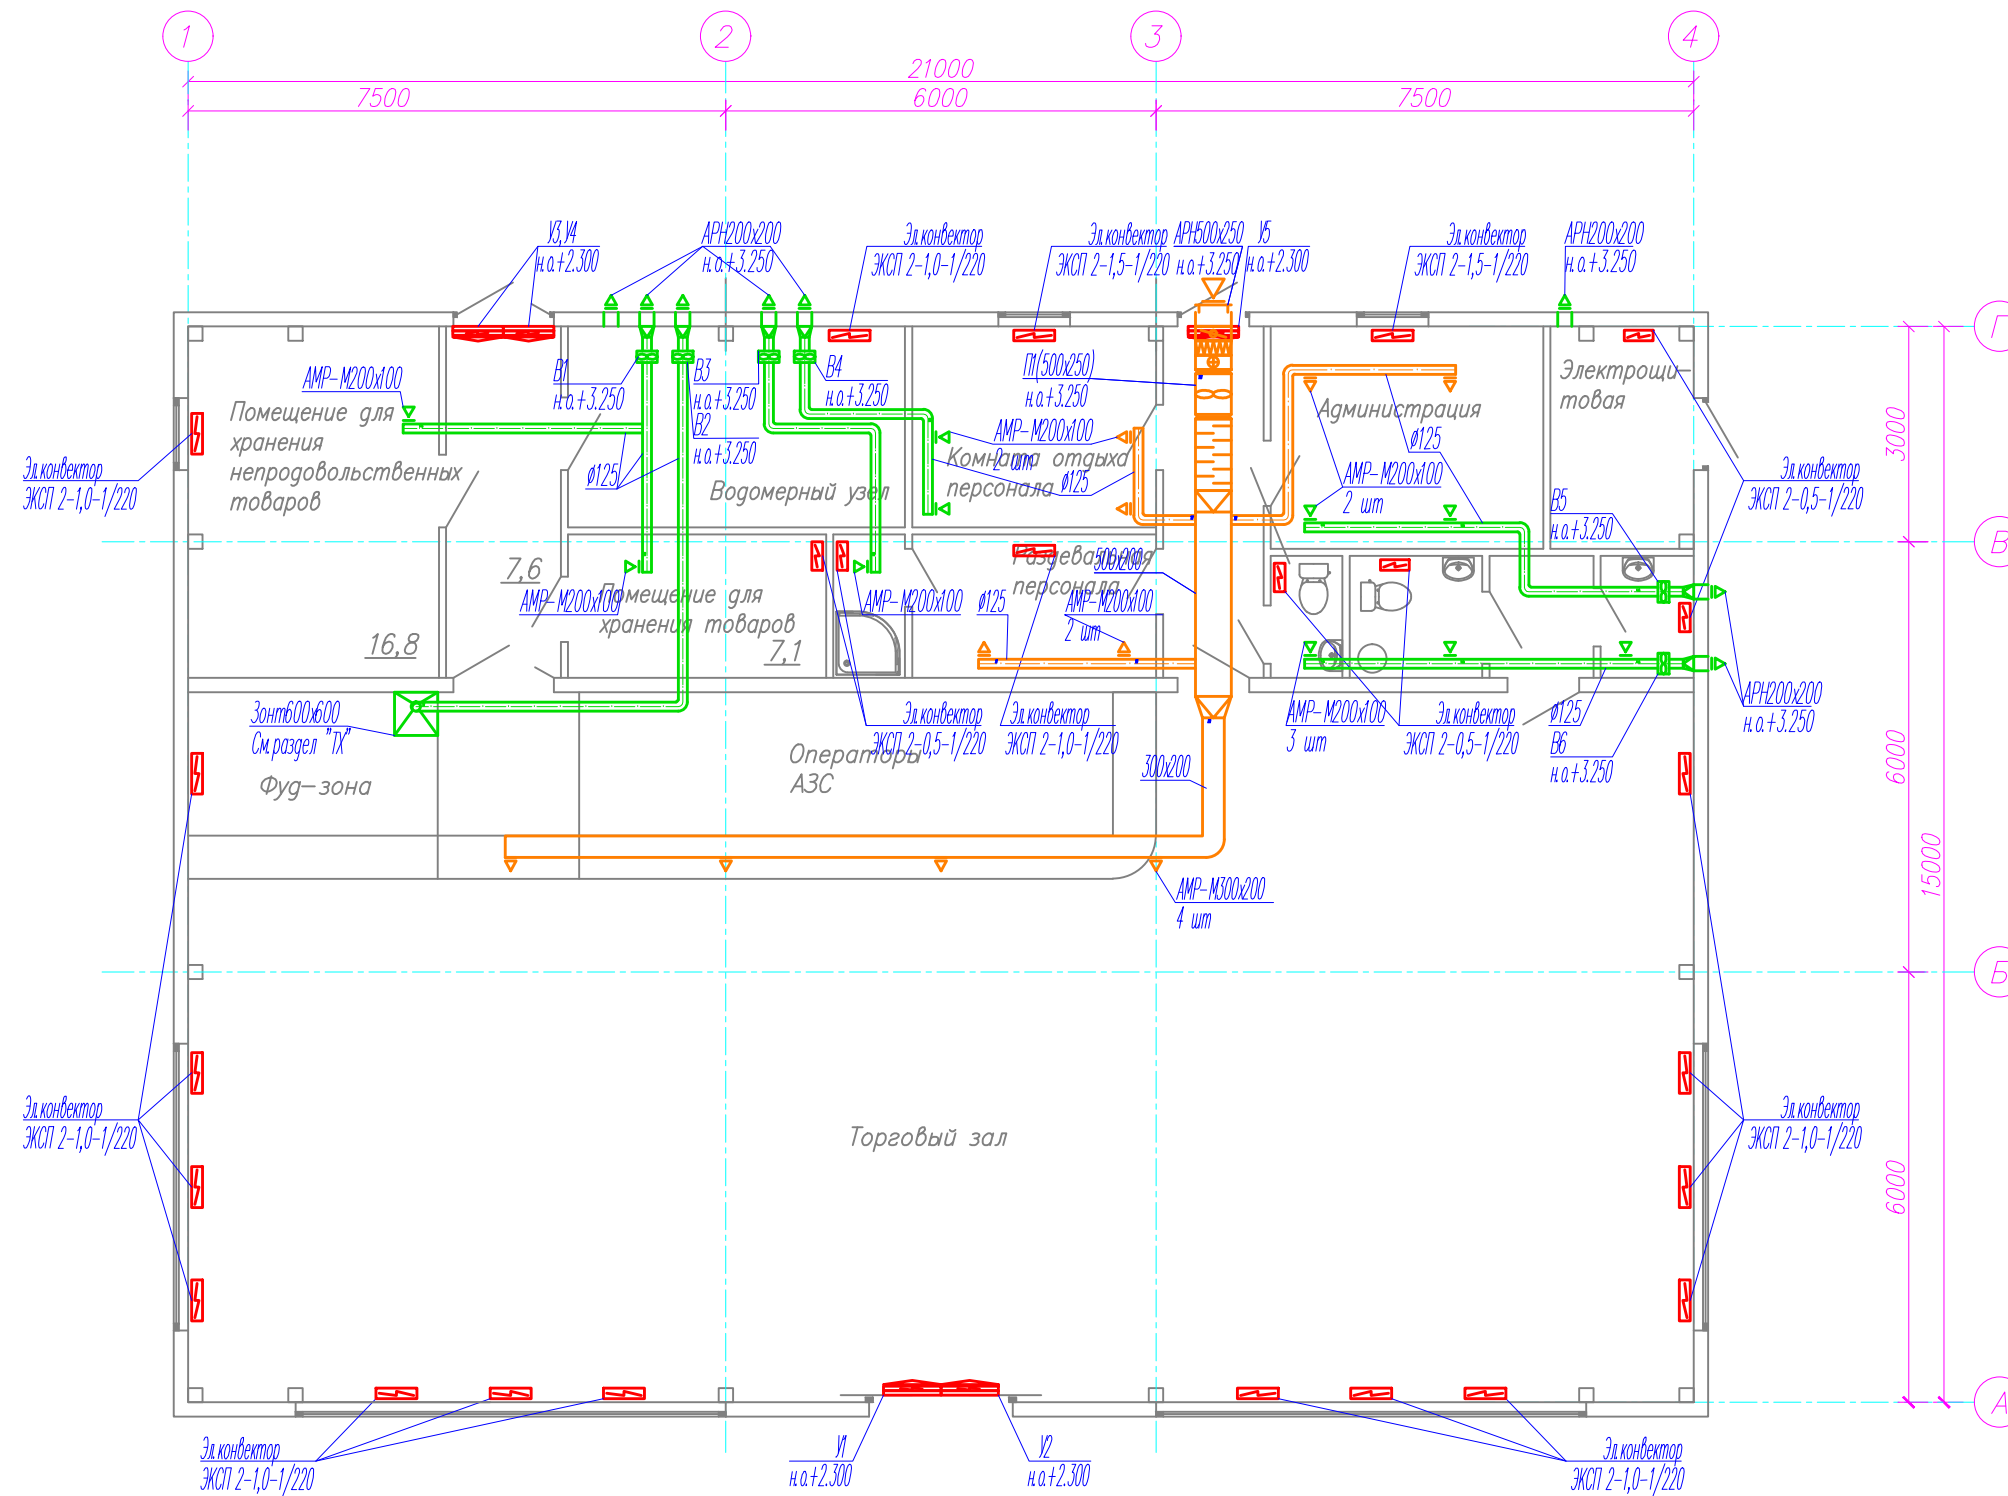 1
2
3
4
21000
7500
6000
7500
У3,У4
н.о.+2.300
АРН200х200
н.о.+3.250
Эл.конвектор
ЭКСП 2-1,0-1/220
Эл.конвектор
ЭКСП 2-1,5-1/220
АРН500х250
н.о.+3.250
У5
н.о.+2.300
Эл.конвектор
ЭКСП 2-1,5-1/220
АРН200х200
н.о.+3.250
Г
АМР-М200х100
В1
н.о.+3.250
В3
н.о.+3.250
В2
н.о.+3.250
В4
н.о.+3.250
П1(500х250)
н.о.+3.250
Электрощи-
товая
Администрация
ø125
Помещение для
хранения
непродовольственных
товаров
3000
АМР-М200х100
2 шт
Комната отдыха
персонала
ø125
ø125
Водомерный узел
Эл.конвектор
ЭКСП 2-1,0-1/220
АМР-М200х100
2 шт
Эл.конвектор
ЭКСП 2-0,5-1/220
В5
н.о.+3.250
В
7,6
Раздевальная
персонала
500х200
АМР-М200х100
Помещение для
хранения товаров
АМР-М200х100
ø125
АМР-М200х100
2 шт
16,8
7,1
Зонт600х600
См.раздел "ТХ"
Эл.конвектор
ЭКСП 2-0,5-1/220
Эл.конвектор
ЭКСП 2-1,0-1/220
АМР-М200х100
3 шт
Эл.конвектор
ЭКСП 2-0,5-1/220
ø125
В6
н.о.+3.250
АРН200х200
н.о.+3.250
Операторы
АЗС
Фуд-зона
300х200
6000
15000
АМР-М300х200
4 шт
Б
Эл.конвектор
ЭКСП 2-1,0-1/220
Торговый зал
Эл.конвектор
ЭКСП 2-1,0-1/220
6000
А
Эл.конвектор
ЭКСП 2-1,0-1/220
У1
н.о.+2.300
У2
н.о.+2.300
Эл.конвектор
ЭКСП 2-1,0-1/220